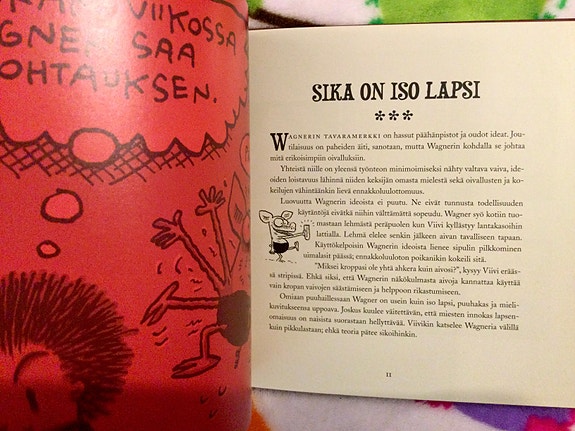 VIIKOSSA
SAA
OHTAUKSEN.
SIKA ON ISO LAPSI
***
WAGNERIN TAVARAMERKKI on hassut päähänpistot ja oudot ideat. Jou-
tilaisuus on paheiden äiti, sanotaan, mutta Wagnerin kohdalla se johtaa
mitä erikoisimpiin oivalluksiin.
Yhteistä niille on yleensä työnteon minimoimiseksi nähty valtava vaiva, ide-
oiden loistavuus lähinnä niiden keksijän omasta mielestä sekä oivallusten ja ko-
keilujen vähintäänkin lievä ennakkoluulottomuus.
Luovuutta Wagnerin ideoista ei puutu. Ne eivät tunnusta todellisuuden
käytäntöjä eivätkä niihin välttämättä sopeudu. Wagner syö kotiin tuo-
mastaan lehmästä peräpuolen kun Viivi kyllästyy lantakasoihin
lattialla. Lehmä elelee senkin jälkeen aivan tavalliseen tapaan.
Käyttökelpoisin Wagnerin ideoista lienee sipulin pilkkominen
uimalasit päässä; ennakkoluuloton poikanikin kokeili sitä.
"Miksei kroppasi ole yhtä ahkera kuin aivosi?", kysyy Viivi erääs-
sä stripissä. Ehkä siksi, että Wagnerin näkökulmasta aivoja kannattaa käyttää
vain kropan vaivojen säästämiseen ja helppoon rikastumiseen.
Omiaan puuhaillessaan Wagner on usein kuin iso lapsi, puuhakas ja mieli-
kuvitukseensa uppoava. Joskus kuulee väitettävän, että miesten innokas lapsen-
omaisuus on naisista suorastaan hellyttävää. Viivikin katselee Wagneria välillä
kuin pikkulastaan; ehkä teoria pätee sikoihinkin.
11